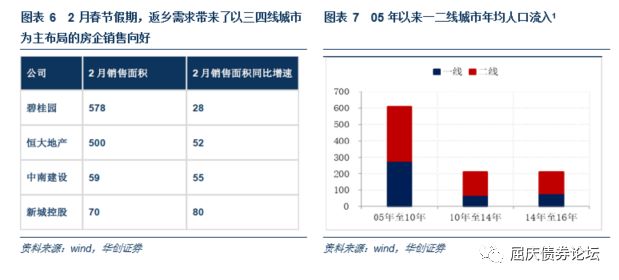 图表 6 2 月春节假期，返乡需求带来了以三四线城市
为主布局的房企销售向好
公司 2 月销售面积 2 月销售面积同比增速
碧桂园 578 28
恒大地产 500 52
中南建设 59 55
新城控股 70 80
资料来源：wind，华创证券
图表 7 05 年以来一二线城市年均人口流入¹
一线 二线
700
600
500
400
300
200
100
0
05年至10年 10年至14年 14年至16年
资料来源：wind，华创证券
屈庆债券论坛